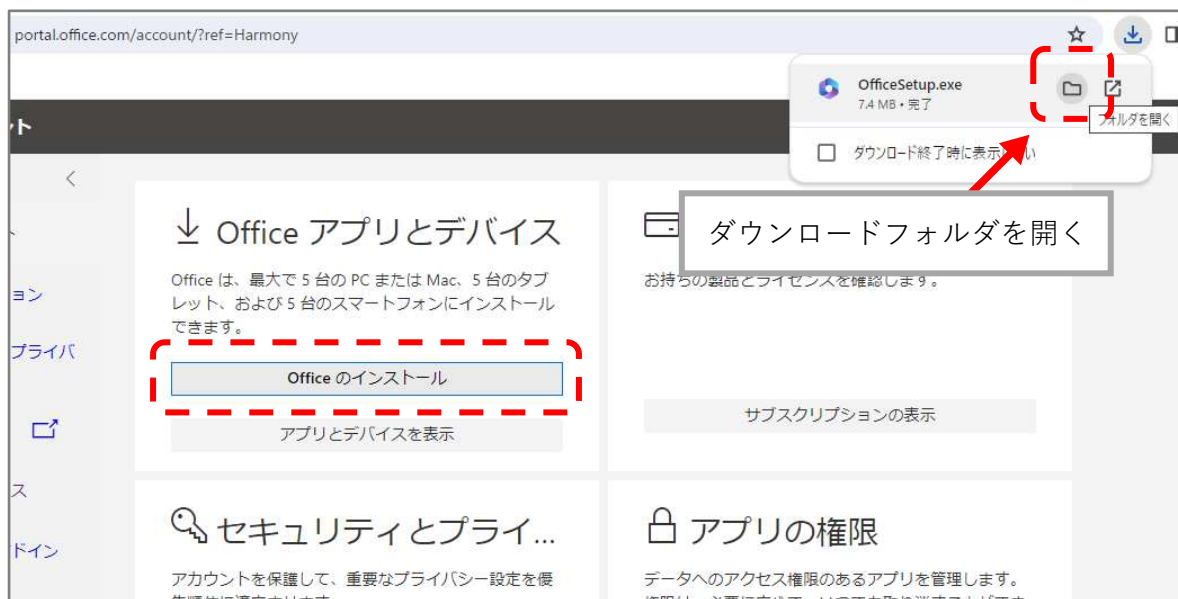 portal.office.com/account/?ref=Harmony
OfficeSetup.exe
7.4 MB • 完了
フォルダを開く
ダウンロード終了時に表示
い
ット
ダウンロードフォルダを開く
Office アプリとデバイス
Office は、最大で 5 台の PC または Mac、5 台のタブ
レット、および 5 台のスマートフォンにインストール
できます。
Office のインストール
アプリとデバイスを表示
お持ちの製品とライセンスを確認します。
サブスクリプションの表示
ョン
プライバ
ス
ドイン
セキュリティとプライ...
アカウントを保護して、重要なプライバシー設定を優
アプリの権限
データへのアクセス権限のあるアプリを管理します。